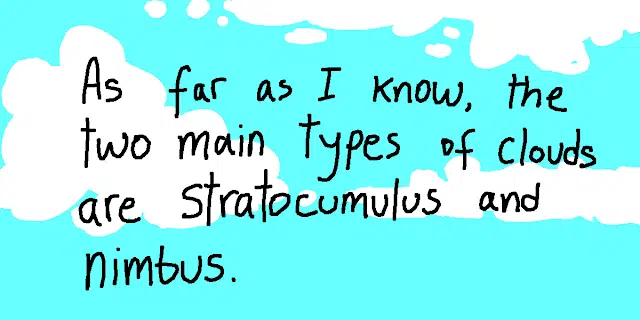 As far as I know, the
two main types of clouds
are stratocumulus and
nimbus.